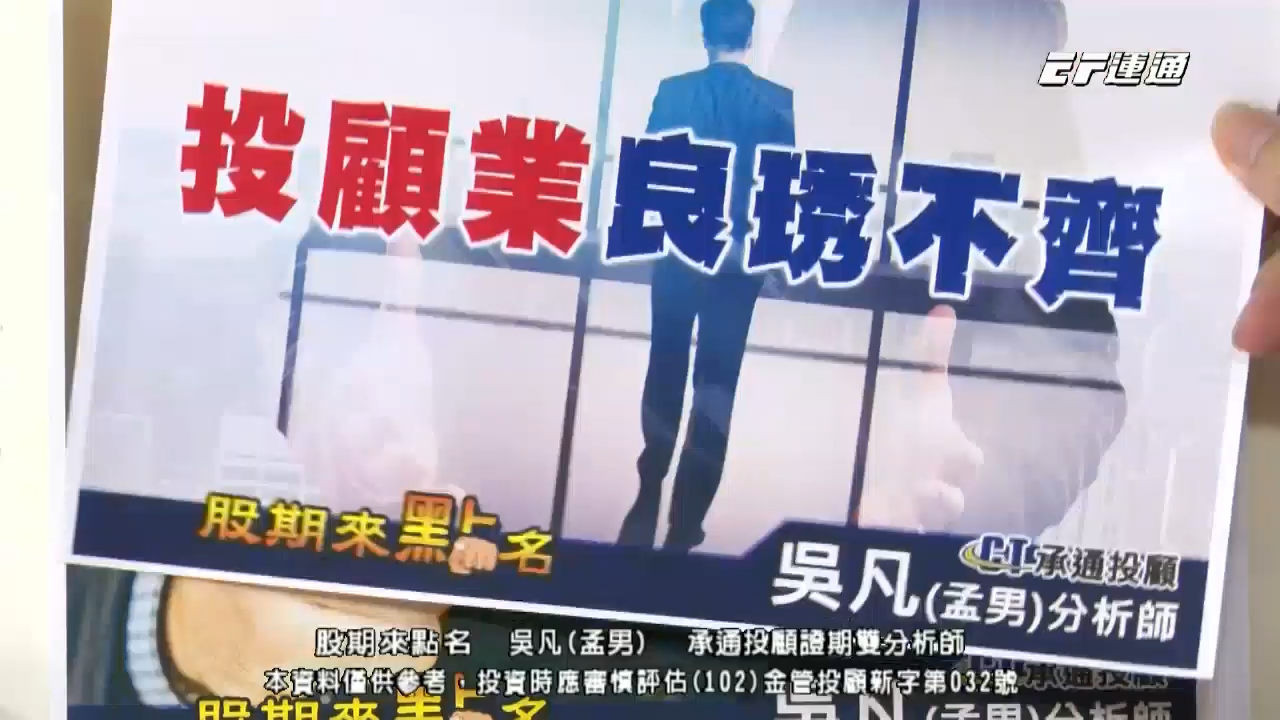 CT運通
投顧業良琇不齊
股期來點名
CT承通投顧
吳凡(孟男)分析師
股期來點名 吳凡(孟男) 承通投顧證期雙分析師
本資料僅供參考，投資時應審慎評估(102)金管投顧新字第032號